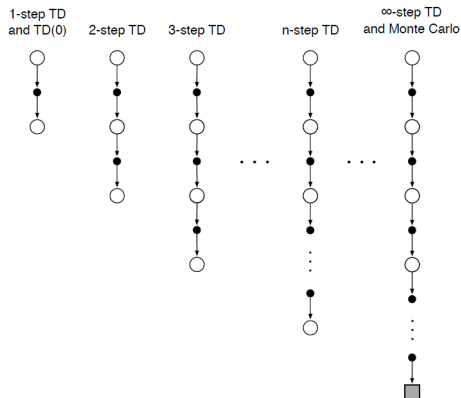 1-step TD
and TD(0)
2-step TD
3-step TD
n-step TD
∞-step TD
and Monte Carlo